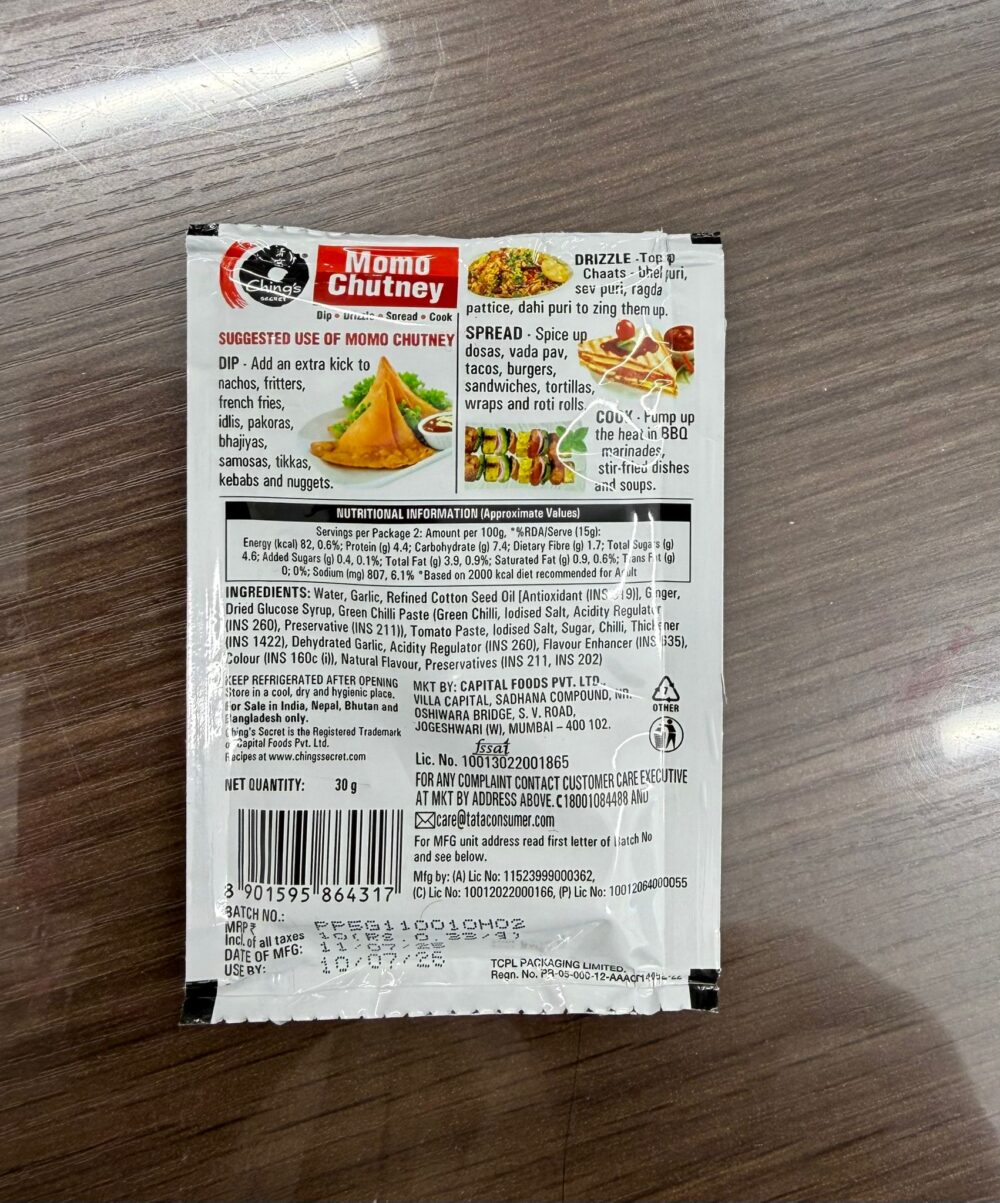 Ching's
SECRET
Momo
Chutney
Dip • Drizzle • Spread • Cook
SUGGESTED USE OF MOMO CHUTNEY
DIP - Add an extra kick to
nachos, fritters,
french fries,
idlis, pakoras,
bhajiyas,
samosas, tikkas,
kebabs and nuggets.
DRIZZLE - Top up
Chaats - bhel puri,
sev puri, ragda
pattice, dahi puri to zing them up.
SPREAD - Spice up
dosas, vada pav,
tacos, burgers,
sandwiches, tortillas,
wraps and roti rolls.
COOK - Pump up
the heat in BBQ
marinades,
stir-fried dishes
and soups.
NUTRITIONAL INFORMATION (Approximate Values)
Servings per Package 2: Amount per 100g, *%RDA/Serve (15g):
Energy (kcal) 82, 0.6%; Protein (g) 4.4; Carbohydrate (g) 7.4; Dietary Fibre (g) 1.7; Total Sugars (g)
4.6; Added Sugars (g) 0.4, 0.1%; Total Fat (g) 3.9, 0.9%; Saturated Fat (g) 0.9, 0.6%; Trans Fat (g)
0; 0%; Sodium (mg) 807, 6.1% *Based on 2000 kcal diet recommended for Adult
INGREDIENTS: Water, Garlic, Refined Cotton Seed Oil [Antioxidant (INS 319)], Ginger,
Dried Glucose Syrup, Green Chilli Paste (Green Chilli, Iodised Salt, Acidity Regulator
(INS 260), Preservative (INS 211)), Tomato Paste, Iodised Salt, Sugar, Chilli, Thickener
(INS 1422), Dehydrated Garlic, Acidity Regulator (INS 260), Flavour Enhancer (INS 635),
Colour (INS 160c (i)), Natural Flavour, Preservatives (INS 211, INS 202)
KEEP REFRIGERATED AFTER OPENING
Store in a cool, dry and hygienic place.
For Sale in India, Nepal, Bhutan and
Bangladesh only.
Ching's Secret is the Registered Trademark
of Capital Foods Pvt. Ltd.
Recipes at www.chingssecret.com
NET QUANTITY: 30 g
MKT BY: CAPITAL FOODS PVT. LTD.,
VILLA CAPITAL, SADHANA COMPOUND, NR.
OSHIWARA BRIDGE, S. V. ROAD,
JOGESHWARI (W), MUMBAI – 400 102.
7
OTHER
fssai
Lic. No. 10013022001865
FOR ANY COMPLAINT CONTACT CUSTOMER CARE EXECUTIVE
AT MKT BY ADDRESS ABOVE. 18001084488 AND
care@tataconsumer.com
For MFG unit address read first letter of Batch No
and see below.
Mfg by: (A) Lic No: 11523999000362,
(C) Lic No: 10012022000166, (P) Lic No: 10012064000055
8 901595 864317
BATCH NO.:
MRP ₹
Incl. of all taxes
DATE OF MFG:
USE BY:
11/07/25
10/07/26
TCPL PACKAGING LIMITED.
Regn. No. PR-05-000-12-